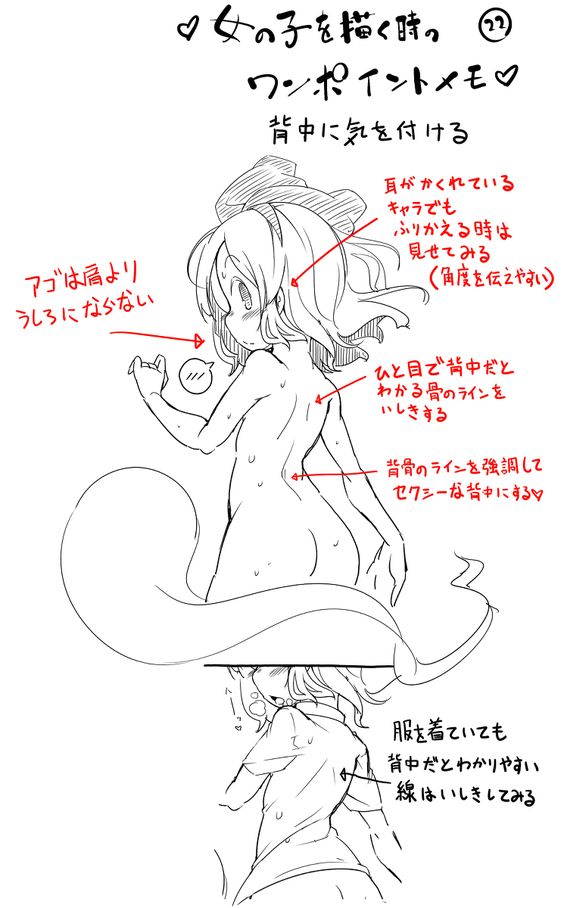 ♡女の子を描く時の ㉒
ワンポイントメモ♡
背中に気を付ける
耳がかくれている
キャラでも
ふりかえる時は
見せてみる
(角度を伝えやすい)
アゴは肩より
うしろにならない
ひと目で背中だと
わかる骨のラインを
いしきする
背骨のラインを強調して
セクシーな背中にする♡
服を着ていても
背中だとわかりやすい
線はいしきしてみる